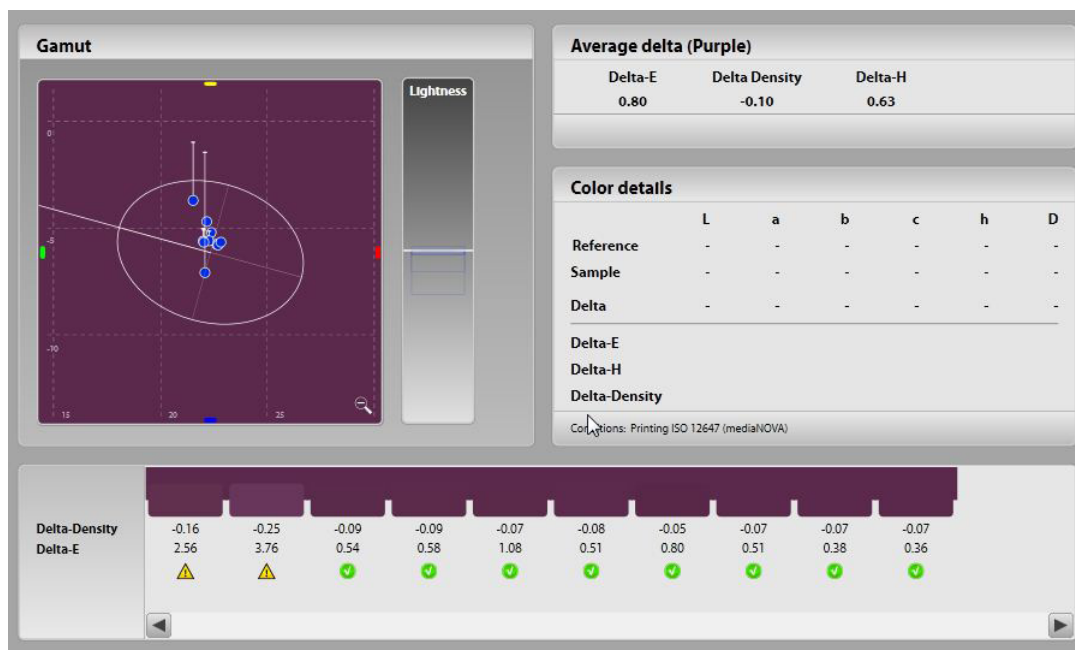 Gamut
Lightness
0
-5
-10
15 20 25
Average delta (Purple)
Delta-E Delta Density Delta-H
0.80 -0.10 0.63
Color details
L a b c h D
Reference - - - - - -
Sample - - - - - -
Delta - - - - - -
Delta-E
Delta-H
Delta-Density
Printing ISO 12647 (mediaNOVA)
Delta-Density -0.16 -0.25 -0.09 -0.09 -0.07 -0.08 -0.05 -0.07 -0.07 -0.07
Delta-E 2.56 3.76 0.54 0.58 1.08 0.51 0.80 0.51 0.38 0.36